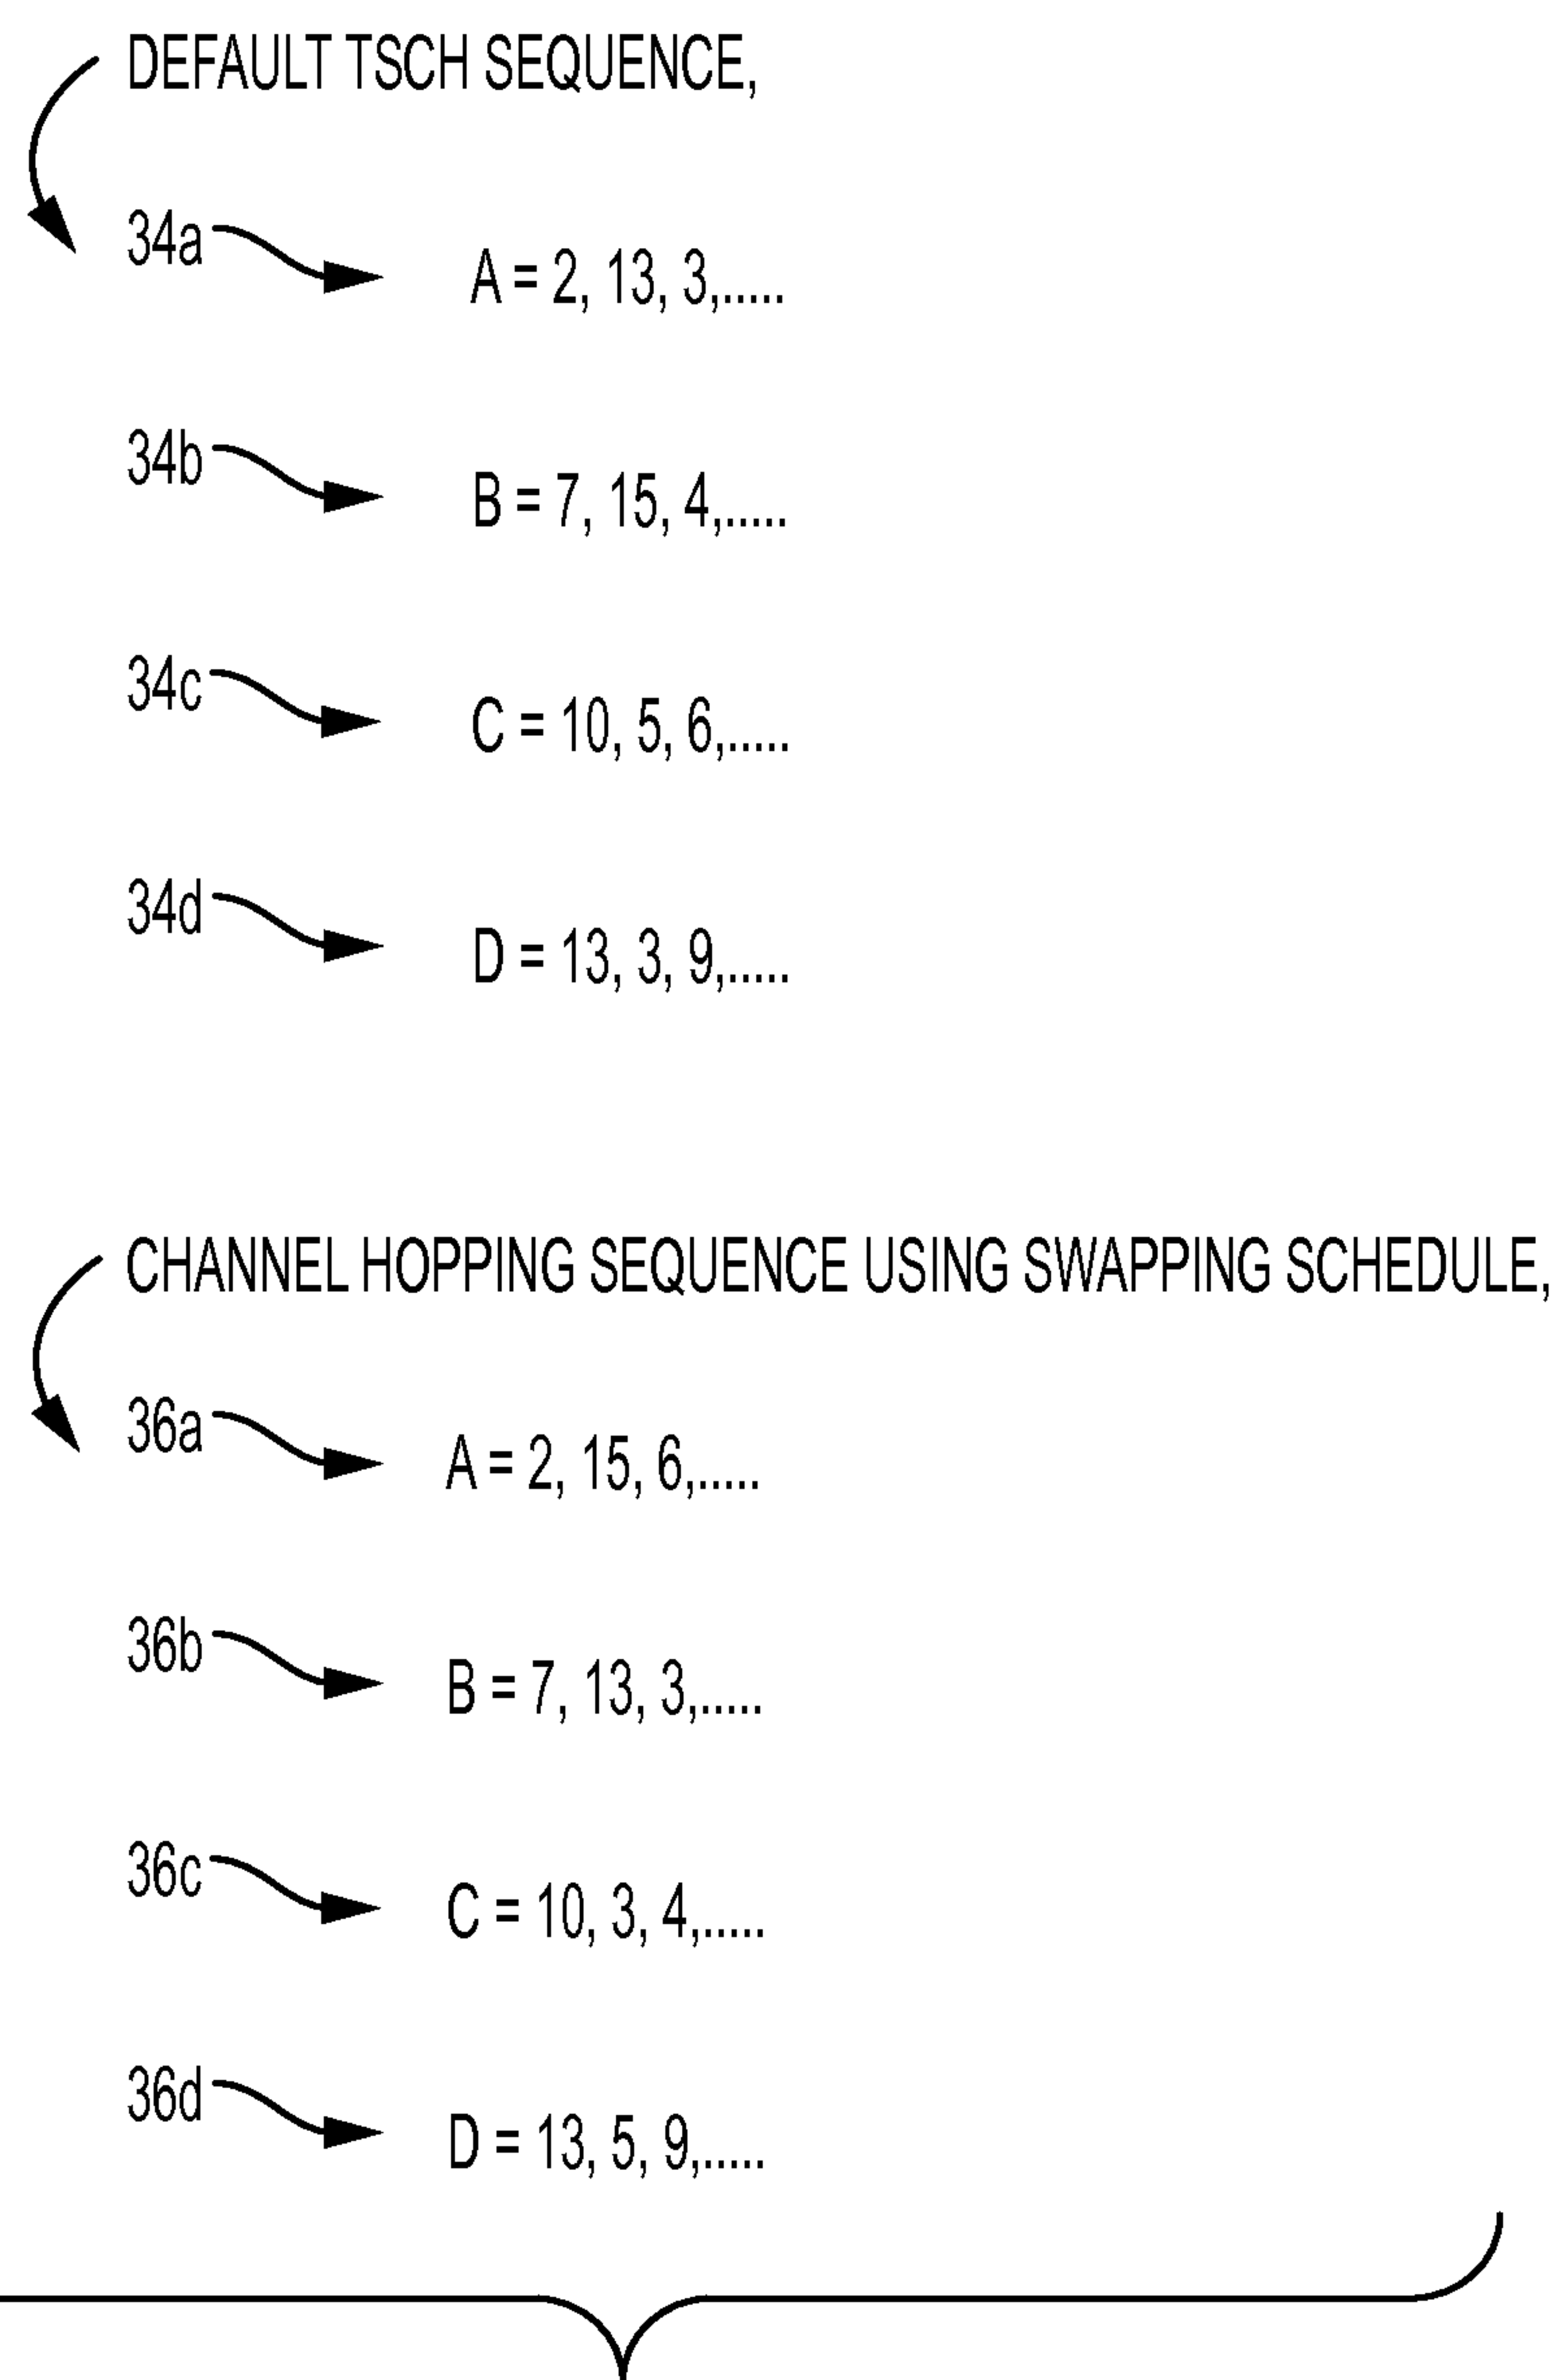 DEFAULT TSCH SEQUENCE,
34a
A = 2, 13, 3,.....
34b
B = 7, 15, 4,.....
34c
C = 10, 5, 6,.....
34d
D = 13, 3, 9,.....
CHANNEL HOPPING SEQUENCE USING SWAPPING SCHEDULE,
36a
A = 2, 15, 6,.....
36b
B = 7, 13, 3,.....
36c
C = 10, 3, 4,.....
36d
D = 13, 5, 9,.....